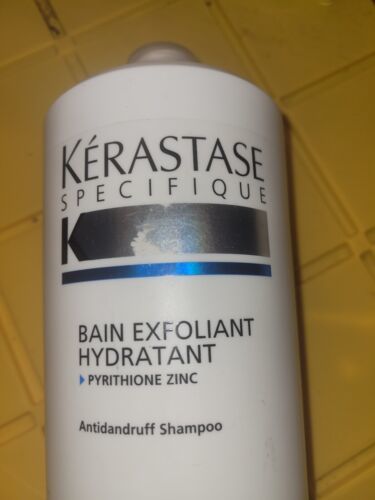 KÉRASTASE
SPECIFIQUE
K
BAIN EXFOLIANT
HYDRATANT
PYRITHIONE ZINC
Antidandruff Shampoo